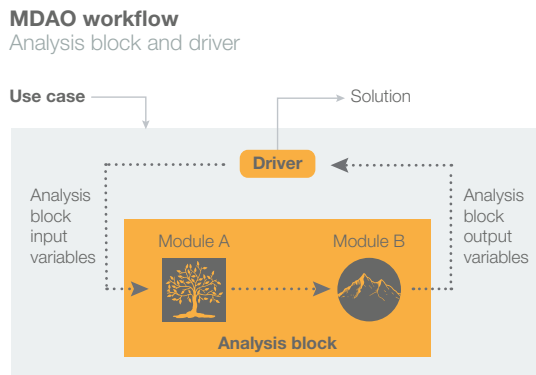 MDAO workflow
Analysis block and driver
Use case
Solution
Driver
Analysis
block
input
variables
Analysis
block
output
variables
Module A
Module B
Analysis block